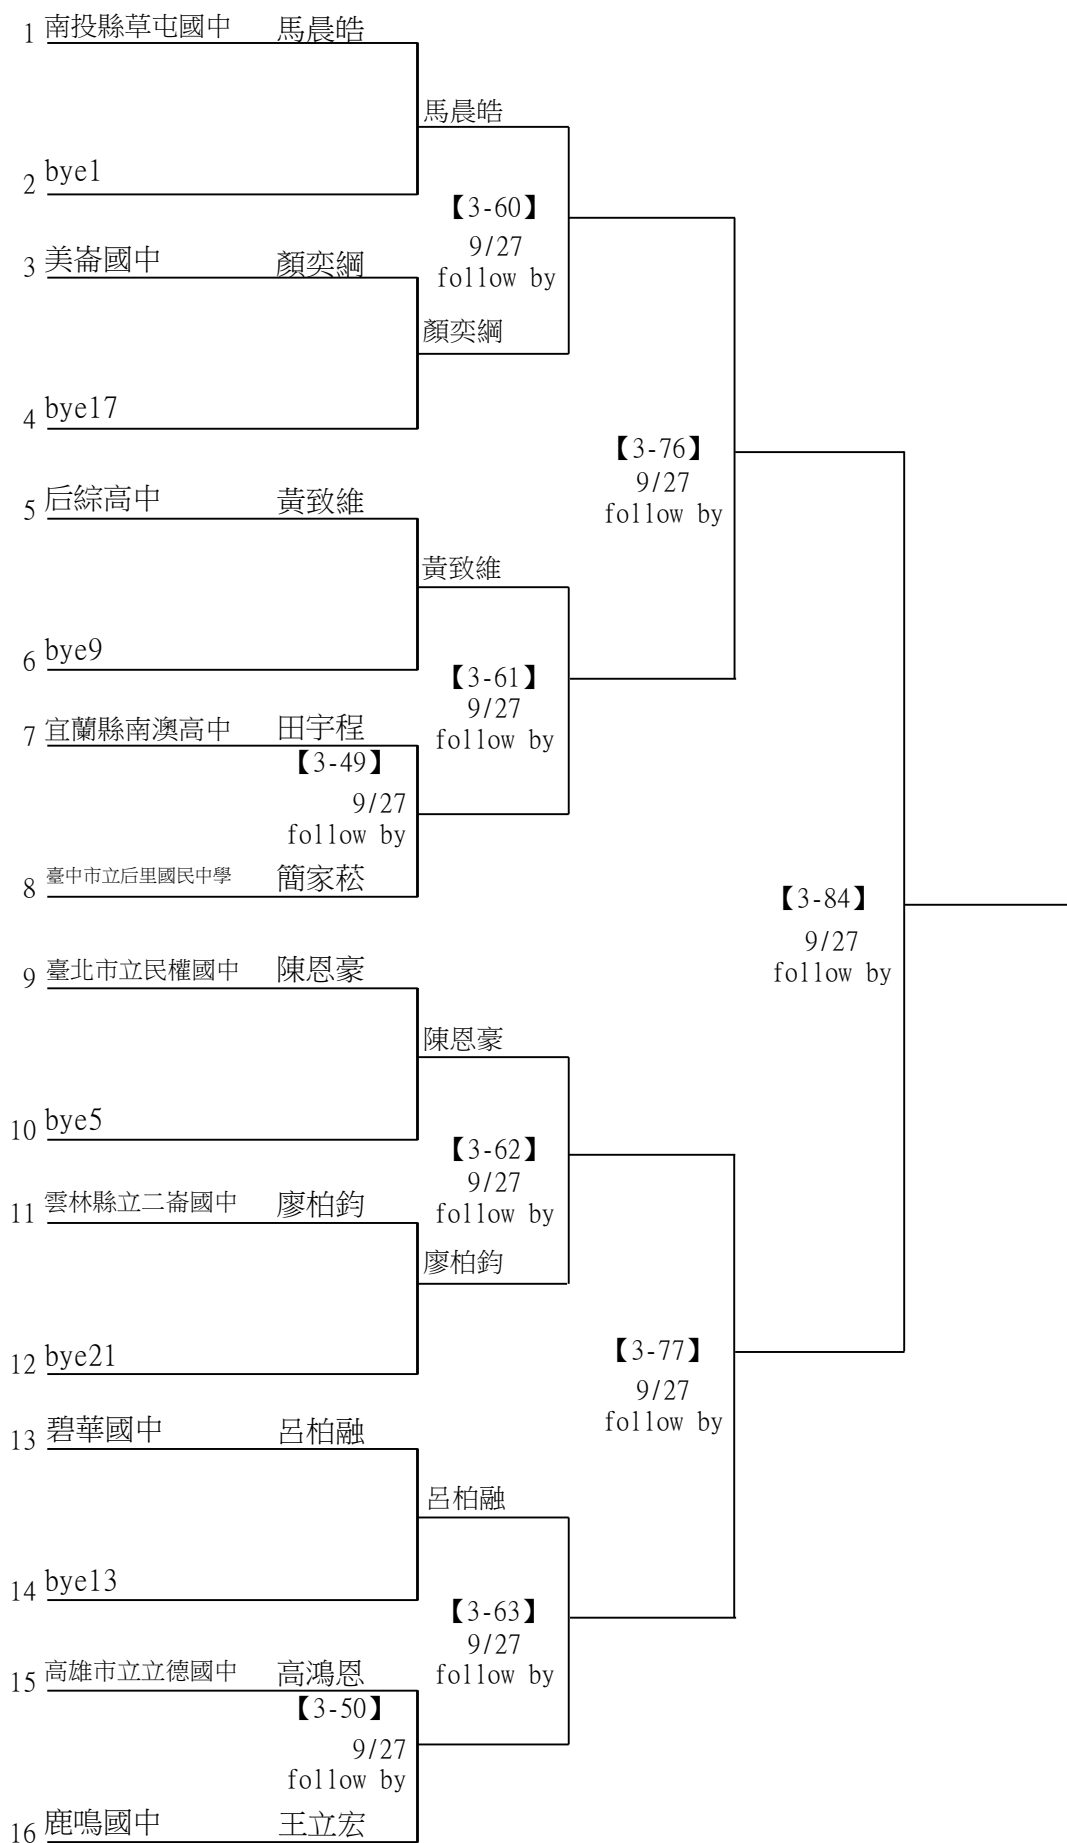 1 南投縣草屯國中 馬晨皓
馬晨皓
2 bye1
【3-60】
9/27
follow by
3 美崙國中 顏奕綱
顏奕綱
4 bye17
【3-76】
9/27
follow by
5 后綜高中 黃致維
黃致維
6 bye9
【3-61】
9/27
follow by
7 宜蘭縣南澳高中 田宇程
【3-49】
9/27
follow by
8 臺中市立后里國民中學 簡家菘
【3-84】
9/27
follow by
9 臺北市立民權國中 陳恩豪
陳恩豪
10 bye5
【3-62】
9/27
follow by
11 雲林縣立二崙國中 廖柏鈞
廖柏鈞
12 bye21
【3-77】
9/27
follow by
13 碧華國中 呂柏融
呂柏融
14 bye13
【3-63】
9/27
follow by
15 高雄市立立德國中 高鴻恩
【3-50】
9/27
follow by
16 鹿鳴國中 王立宏